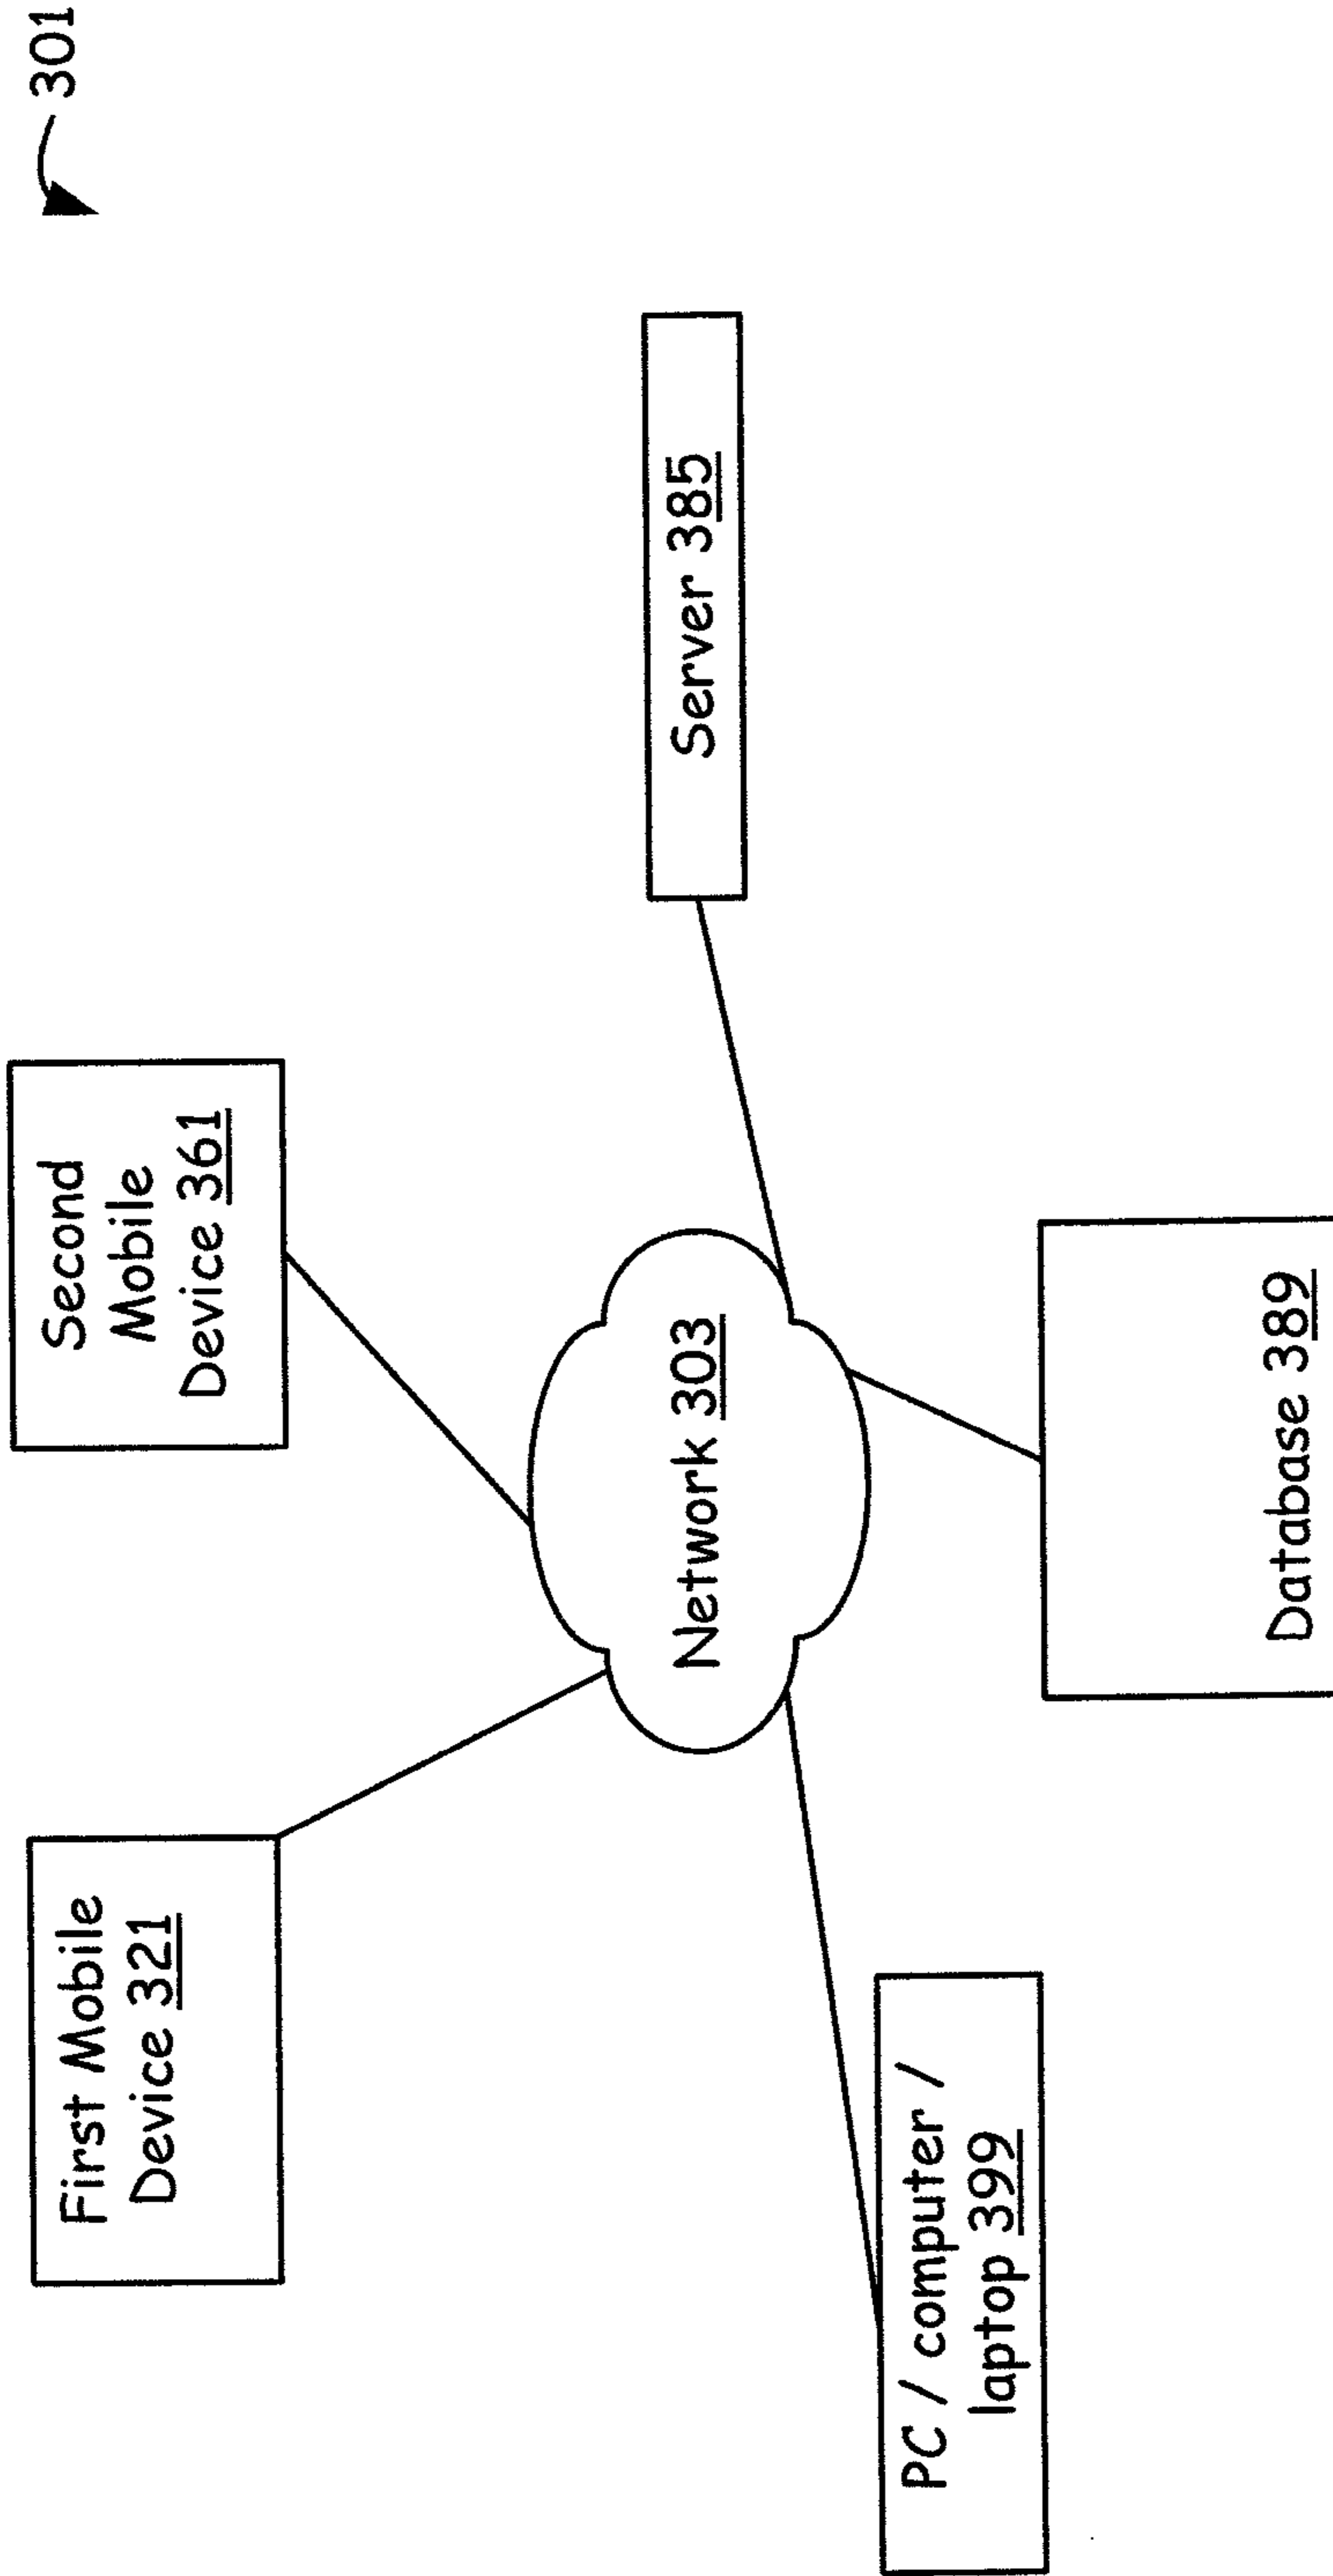 301
First Mobile
Device 321
Second
Mobile
Device 361
Network 303
Server 385
PC / computer /
laptop 399
Database 389